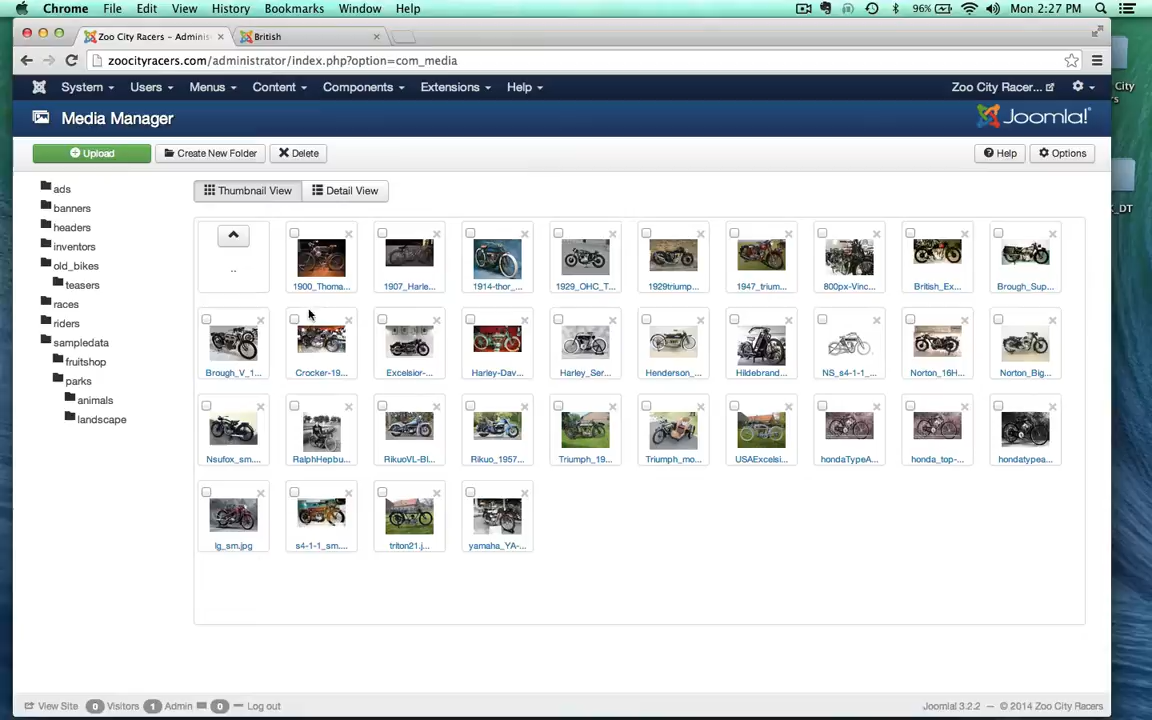 Chrome File Edit View History Bookmarks Window Help 96% Mon 2:27 PM
Zoo City Racers - Adminis British
zoocityracers.com/administrator/index.php?option=com_media
City
System Users Menus Content Components Extensions Help Zoo City Racer...
Media Manager Joomla!
Upload Create New Folder Delete Help Options
ads
banners
headers
inventors
old_bikes
teasers
races
riders
sampledata
fruitshop
parks
animals
landscape
Thumbnail View Detail View
..
1900_Thoma... 1907_Harle... 1914-thor_... 1929_OHC_T... 1929triump... 1947_trium... 800px-Vinc... British_Ex... Brough_Sup...
Brough_V_1... Crocker-19... Excelsior-... Harley-Dav... Harley_Ser... Henderson_... Hildebrand... NS_s4-1-1_... Norton_16H... Norton_Big...
Nsufox_sm.... RalphHepbu... RikuoVL-Bl... Rikuo_1957... Triumph_19... Triumph_mo... USAExcelsi... hondaTypeA... honda_top-... hondatypea...
lg_sm.jpg s4-1-1_sm.... triton21.j... yamaha_YA-...
View Site 0 Visitors 1 Admin 0 Log out Joomla! 3.2.2 — © 2014 Zoo City Racers